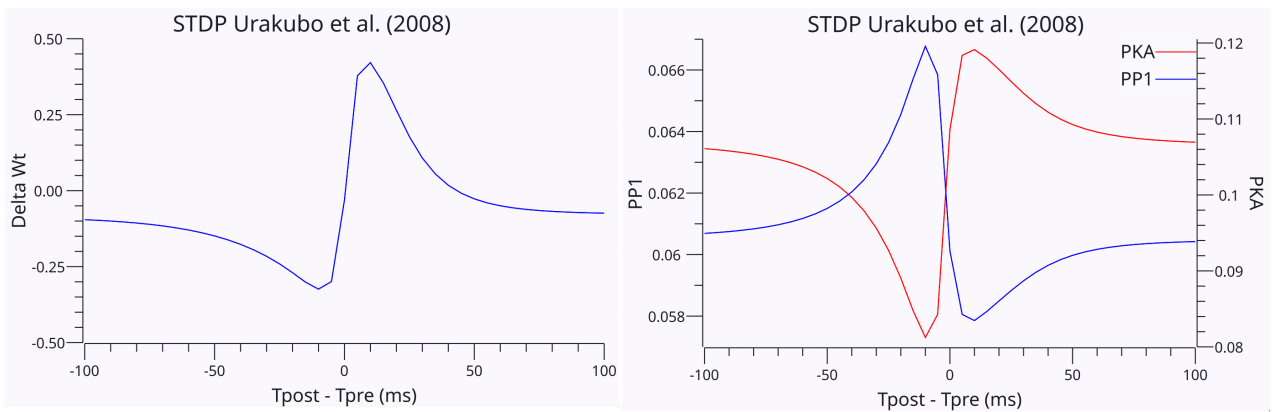 STDP Urakubo et al. (2008)
0.50
0.25
0.00
-0.25
-0.50
Delta Wt
-100
-50
0
50
100
Tpost - Tpre (ms)
STDP Urakubo et al. (2008)
PKA
PP1
0.066
0.064
0.062
0.06
0.058
PP1
0.12
0.11
0.1
0.09
0.08
PKA
-100
-50
0
50
100
Tpost - Tpre (ms)